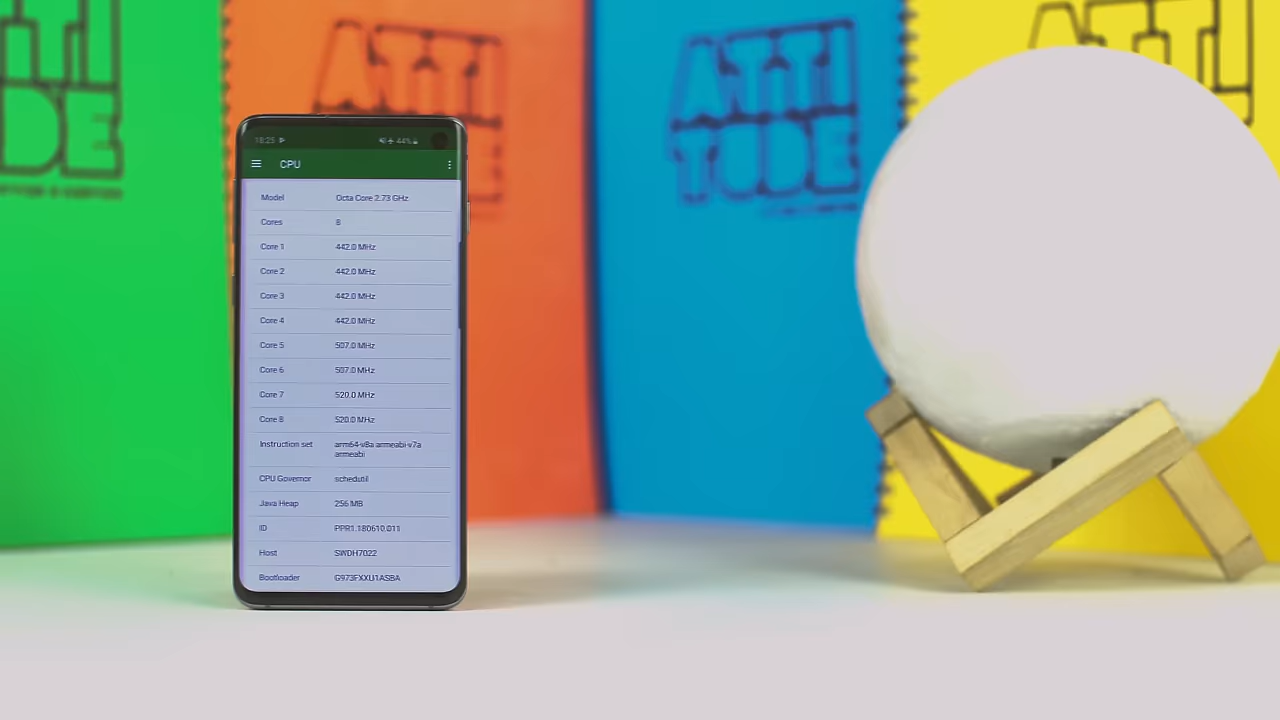 TTI
DE
ATTI
E
ATTI
TUDE
ATTI
18:25 44%
CPU
Model Octa Core 2.73 GHz
Cores 8
Core 1 442.0 MHz
Core 2 442.0 MHz
Core 3 442.0 MHz
Core 4 442.0 MHz
Core 5 507.0 MHz
Core 6 507.0 MHz
Core 7 520.0 MHz
Core 8 520.0 MHz
Instruction set arm64-v8a armeabi-v7a
armeabi
CPU Governor schedutil
Java Heap 256 MB
ID PPR1.180610.011
Host SWDH7022
Bootloader G973FXXU1ASBA